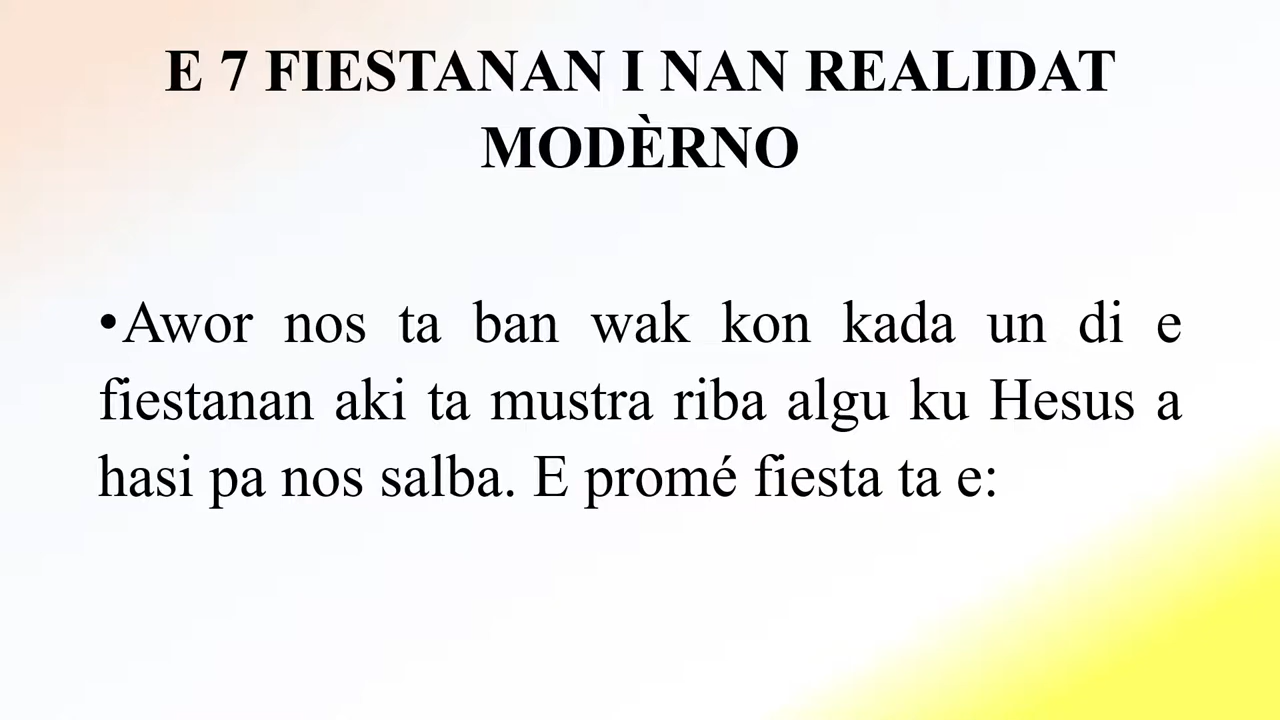 E 7 FIESTANAN I NAN REALIDAT
MODÈRNO
•Awor nos ta ban wak kon kada un di e
fiestanan aki ta mustra riba algu ku Hesus a
hasi pa nos salba. E promé fiesta ta e: